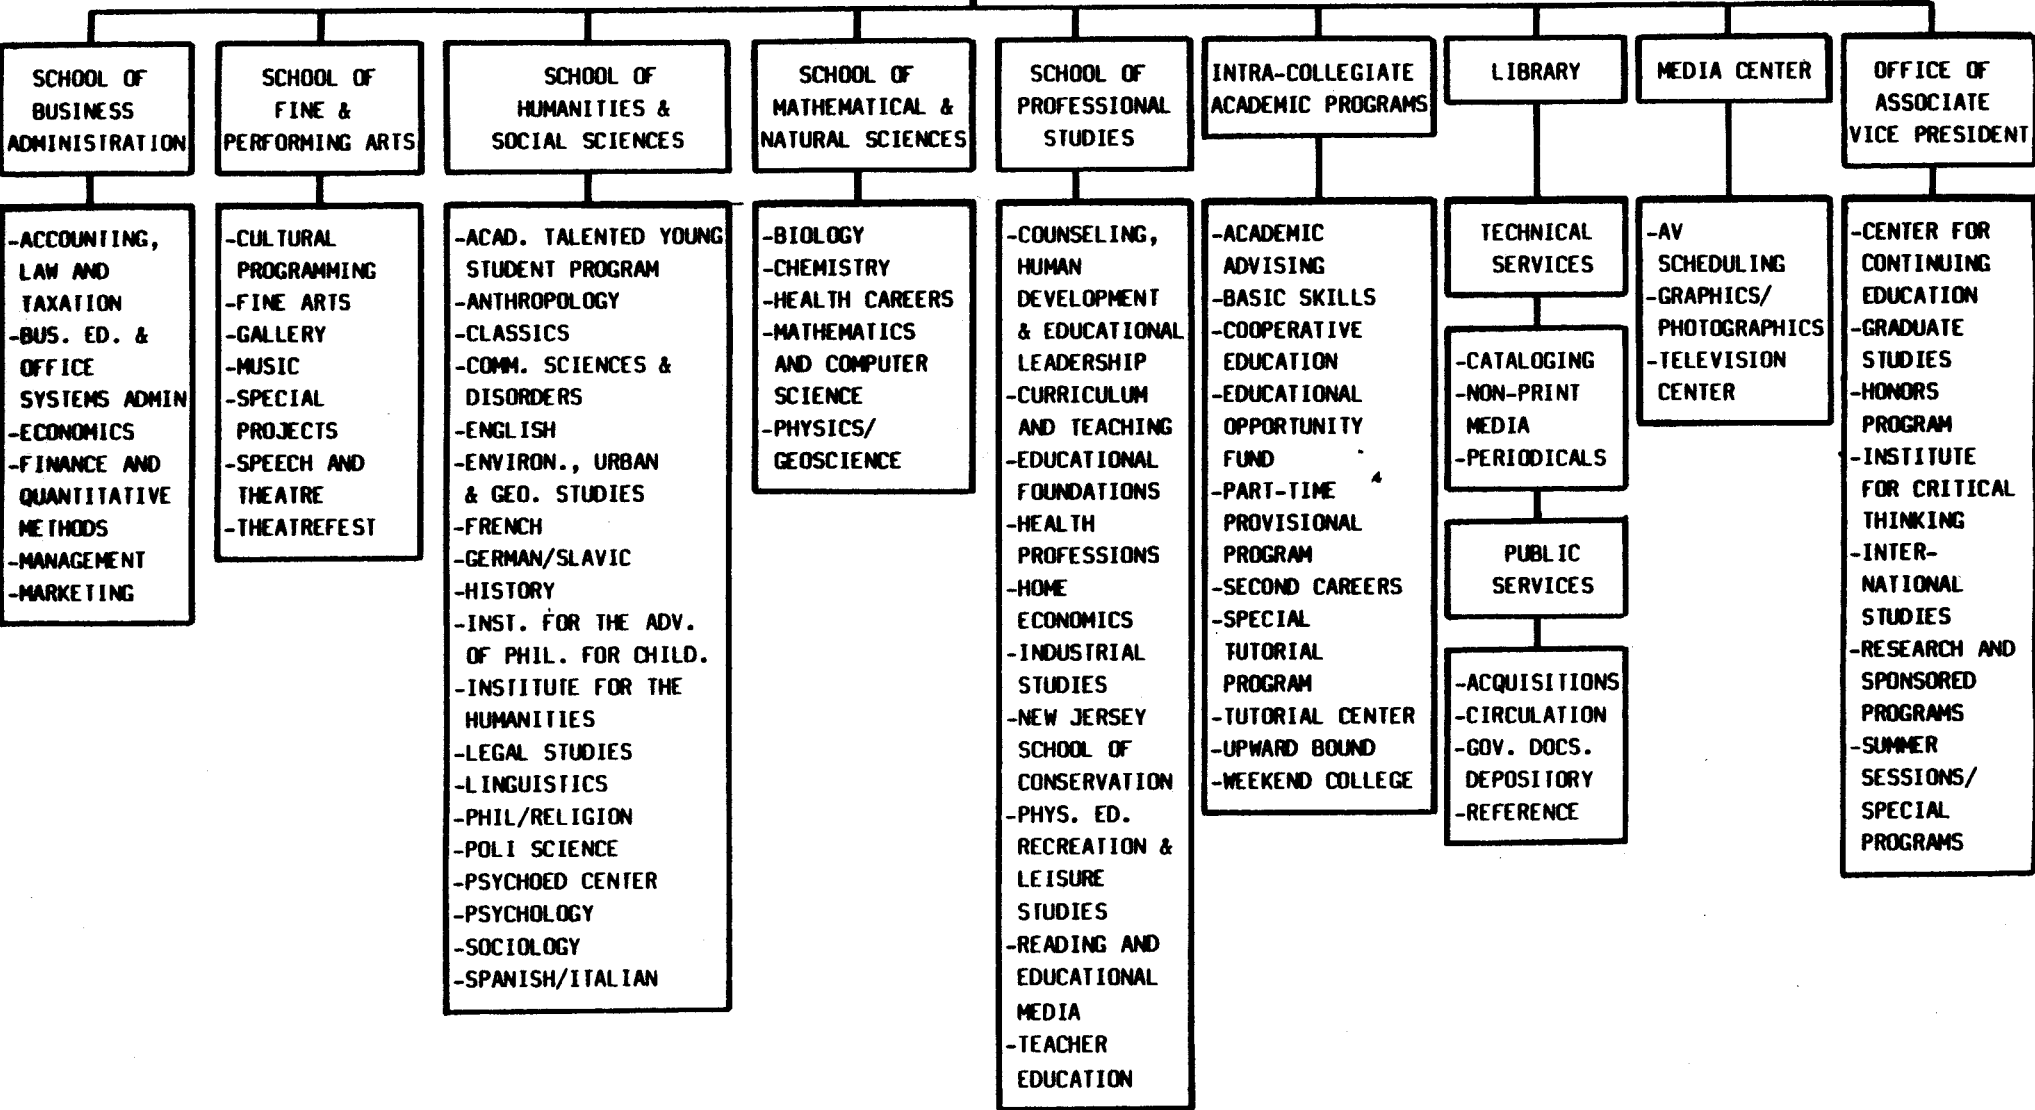 SCHOOL OF
BUSINESS
ADMINISTRATION
SCHOOL OF
FINE &
PERFORMING ARTS
SCHOOL OF
HUMANITIES &
SOCIAL SCIENCES
SCHOOL OF
MATHEMATICAL &
NATURAL SCIENCES
SCHOOL OF
PROFESSIONAL
STUDIES
INTRA-COLLEGIATE
ACADEMIC PROGRAMS
LIBRARY
MEDIA CENTER
OFFICE OF
ASSOCIATE
VICE PRESIDENT
-ACCOUNTING,
LAW AND
TAXATION
-BUS. ED. &
OFFICE
SYSTEMS ADMIN
-ECONOMICS
-FINANCE AND
QUANTITATIVE
METHODS
-MANAGEMENT
-MARKETING
-CULTURAL
PROGRAMMING
-FINE ARTS
-GALLERY
-MUSIC
-SPECIAL
PROJECTS
-SPEECH AND
THEATRE
-THEATREFEST
-ACAD. TALENTED YOUNG
STUDENT PROGRAM
-ANTHROPOLOGY
-CLASSICS
-COMM. SCIENCES &
DISORDERS
-ENGLISH
-ENVIRON., URBAN
& GEO. STUDIES
-FRENCH
-GERMAN/SLAVIC
-HISTORY
-INST. FOR THE ADV.
OF PHIL. FOR CHILD.
-INSTITUTE FOR THE
HUMANITIES
-LEGAL STUDIES
-LINGUISTICS
-PHIL/RELIGION
-POLI SCIENCE
-PSYCHOED CENTER
-PSYCHOLOGY
-SOCIOLOGY
-SPANISH/ITALIAN
-BIOLOGY
-CHEMISTRY
-HEALTH CAREERS
-MATHEMATICS
AND COMPUTER
SCIENCE
-PHYSICS/
GEOSCIENCE
-COUNSELING,
HUMAN
DEVELOPMENT
& EDUCATIONAL
LEADERSHIP
-CURRICULUM
AND TEACHING
-EDUCATIONAL
FOUNDATIONS
-HEALTH
PROFESSIONS
-HOME
ECONOMICS
-INDUSTRIAL
STUDIES
-NEW JERSEY
SCHOOL OF
CONSERVATION
-PHYS. ED.
RECREATION &
LEISURE
STUDIES
-READING AND
EDUCATIONAL
MEDIA
-TEACHER
EDUCATION
-ACADEMIC
ADVISING
-BASIC SKILLS
-COOPERATIVE
EDUCATION
-EDUCATIONAL
OPPORTUNITY
FUND
-PART-TIME
PROVISIONAL
PROGRAM
-SECOND CAREERS
-SPECIAL
TUTORIAL
PROGRAM
-TUTORIAL CENTER
-UPWARD BOUND
-WEEKEND COLLEGE
TECHNICAL
SERVICES
-CATALOGING
-NON-PRINT
MEDIA
-PERIODICALS
PUBLIC
SERVICES
-ACQUISITIONS
-CIRCULATION
-GOV. DOCS.
DEPOSITORY
-REFERENCE
-AV
SCHEDULING
-GRAPHICS/
PHOTOGRAPHICS
-TELEVISION
CENTER
-CENTER FOR
CONTINUING
EDUCATION
-GRADUATE
STUDIES
-HONORS
PROGRAM
-INSTITUTE
FOR CRITICAL
THINKING
-INTER-
NATIONAL
STUDIES
-RESEARCH AND
SPONSORED
PROGRAMS
-SUMMER
SESSIONS/
SPECIAL
PROGRAMS